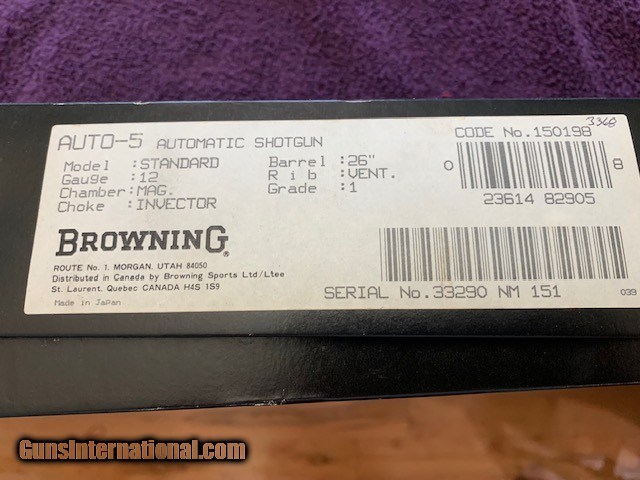 3368
AUTO-5 AUTOMATIC SHOTGUN
CODE No. 150198
Model : STANDARD
Gauge : 12
Chamber: MAG.
Choke : INVECTOR
Barrel : 26"
Rib : VENT.
Grade : 1
0 8
23614 82905
BROWNING®
ROUTE No. 1, MORGAN, UTAH 84050
Distributed in Canada by Browning Sports Ltd/Ltee
St. Laurent, Quebec CANADA H4S 1S9
Made in Japan
SERIAL No. 33290 NM 151
039
GunsInternational.com